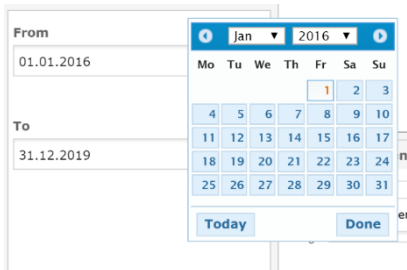 From
01.01.2016
To
31.12.2019
Jan 2016
Mo Tu We Th Fr Sa Su
1 2 3
4 5 6 7 8 9 10
11 12 13 14 15 16 17
18 19 20 21 22 23 24
25 26 27 28 29 30 31
Today Done